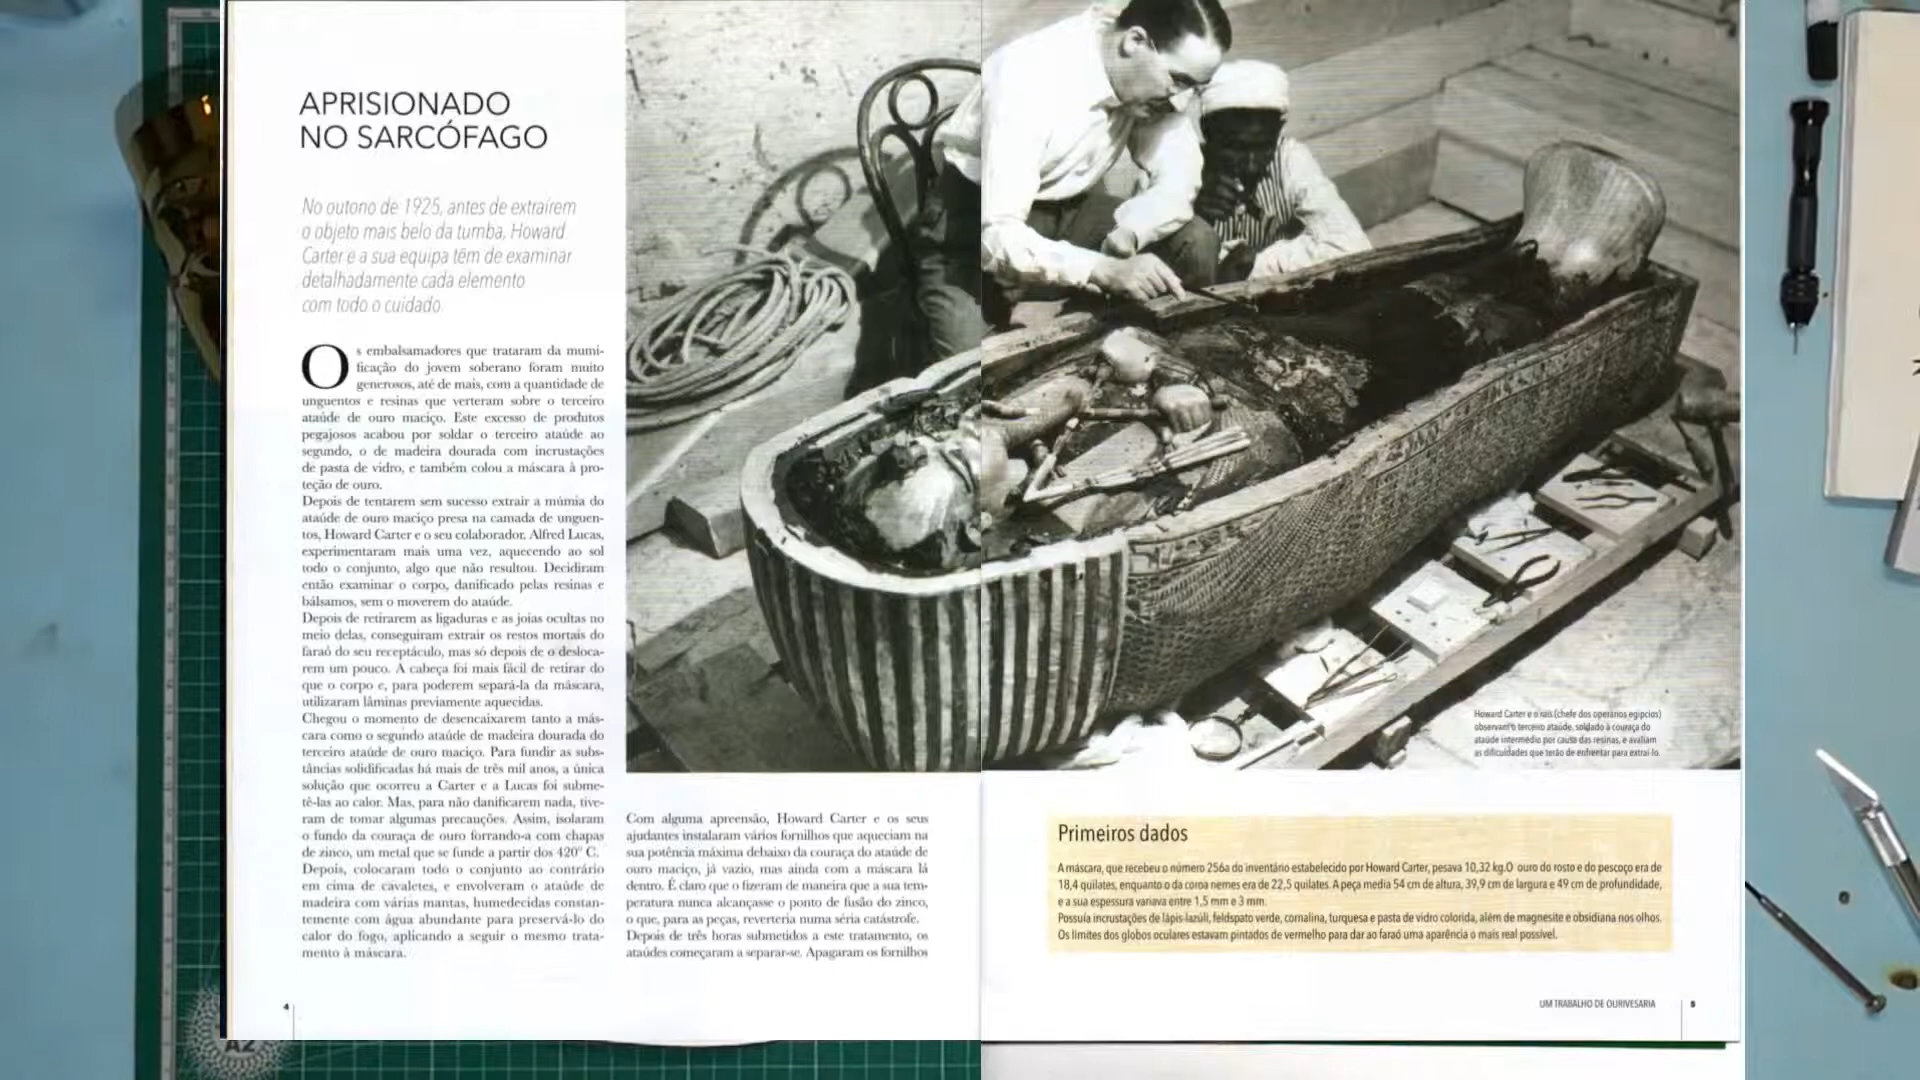 APRISIONADO
NO SARCÓFAGO
No outono de 1925, antes de extraírem
o objeto mais belo da tumba, Howard
Carter e a sua equipa têm de examinar
detalhadamente cada elemento
com todo o cuidado.
Os embalsamadores que trataram da mumi-
ficação do jovem soberano foram muito
generosos, até de mais, com a quantidade de
unguentos e resinas que verteram sobre o terceiro
ataúde de ouro maciço. Este excesso de produtos
pegajosos acabou por soldar o terceiro ataúde ao
segundo, o de madeira dourada com incrustações
de pasta de vidro, e também colou a máscara à pro-
teção de ouro.
Depois de tentarem sem sucesso extrair a múmia do
ataúde de ouro maciço presa na camada de unguen-
tos, Howard Carter e o seu colaborador, Alfred Lucas,
experimentaram mais uma vez, aquecendo ao sol
todo o conjunto, algo que não resultou. Decidiram
então examinar o corpo, danificado pelas resinas e
bálsamos, sem o moverem do ataúde.
Depois de retirarem as ligaduras e as joias ocultas no
meio delas, conseguiram extrair os restos mortais do
faraó do seu receptáculo, mas só depois de o desloca-
rem um pouco. A cabeça foi mais fácil de retirar do
que o corpo e, para poderem separá-la da máscara,
utilizaram lâminas previamente aquecidas.
Chegou o momento de desencaixarem tanto a más-
cara como o segundo ataúde de madeira dourada do
terceiro ataúde de ouro maciço. Para fundir as subs-
tâncias solidificadas há mais de três mil anos, a única
solução que ocorreu a Carter e a Lucas foi subme-
tê-las ao calor. Mas, para não danificarem nada, tive-
ram de tomar algumas precauções. Assim, isolaram
o fundo da couraça de ouro forrando-a com chapas
de zinco, um metal que se funde a partir dos 420º C.
Depois, colocaram todo o conjunto ao contrário
em cima de cavaletes, e envolveram o ataúde de
madeira com várias mantas, humedecidas constan-
temente com água abundante para preservá-lo do
calor do fogo, aplicando a seguir o mesmo trata-
mento à máscara.
Com alguma apreensão, Howard Carter e os seus
ajudantes instalaram vários fornilhos que aqueciam na
sua potência máxima debaixo da couraça do ataúde de
ouro maciço, já vazio, mas ainda com a máscara lá
dentro. É claro que o fizeram de maneira que a sua tem-
peratura nunca alcançasse o ponto de fusão do zinco,
o que, para as peças, reverteria numa séria catástrofe.
Depois de três horas submetidos a este tratamento, os
ataúdes começaram a separar-se. Apagaram os fornilhos
4
Howard Carter e o rais (chefe dos operários egípcios)
observam o terceiro ataúde, soldado à couraça do
ataúde intermédio por causa das resinas, e avaliam
as dificuldades que terão de enfrentar para extraí-lo.
Primeiros dados
A máscara, que recebeu o número 256a do inventário estabelecido por Howard Carter, pesava 10,32 kg.O ouro do rosto e do pescoço era de
18,4 quilates, enquanto o da coroa nemes era de 22,5 quilates. A peça media 54 cm de altura, 39,9 cm de largura e 49 cm de profundidade,
e a sua espessura variava entre 1,5 mm e 3 mm.
Possuía incrustações de lápis-lazúli, feldspato verde, cornalina, turquesa e pasta de vidro colorida, além de magnesite e obsidiana nos olhos.
Os limites dos globos oculares estavam pintados de vermelho para dar ao faraó uma aparência o mais real possível.
UM TRABALHO DE OURIVESARIA
5
A2